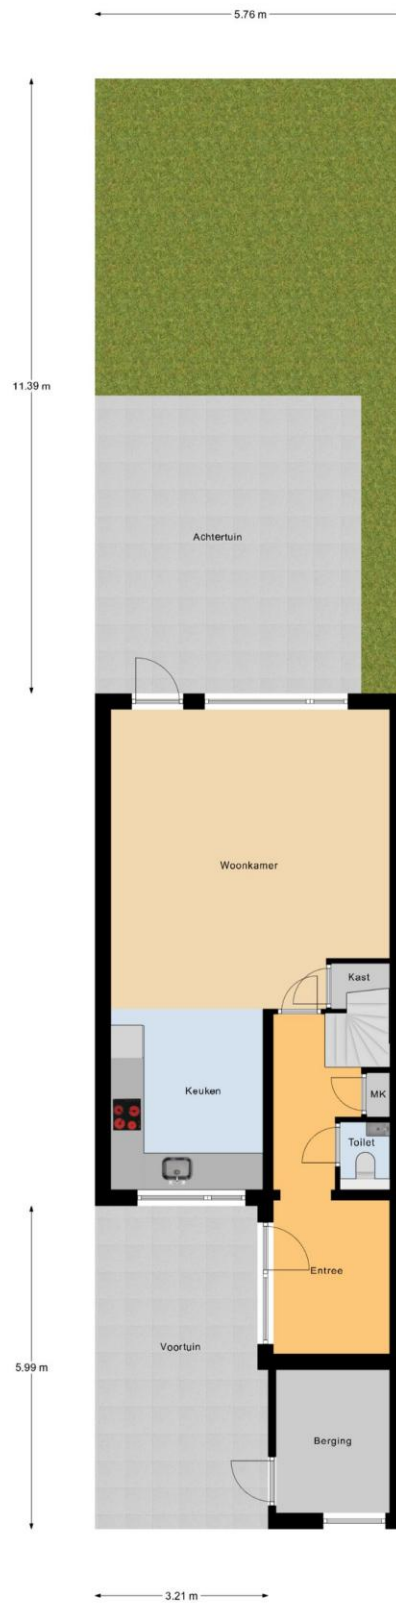 5.76 m
11.39 m
Achtertuin
Woonkamer
Kast
Keuken
MK
Toilet
Entree
Voortuin
5.99 m
Berging
3.21 m